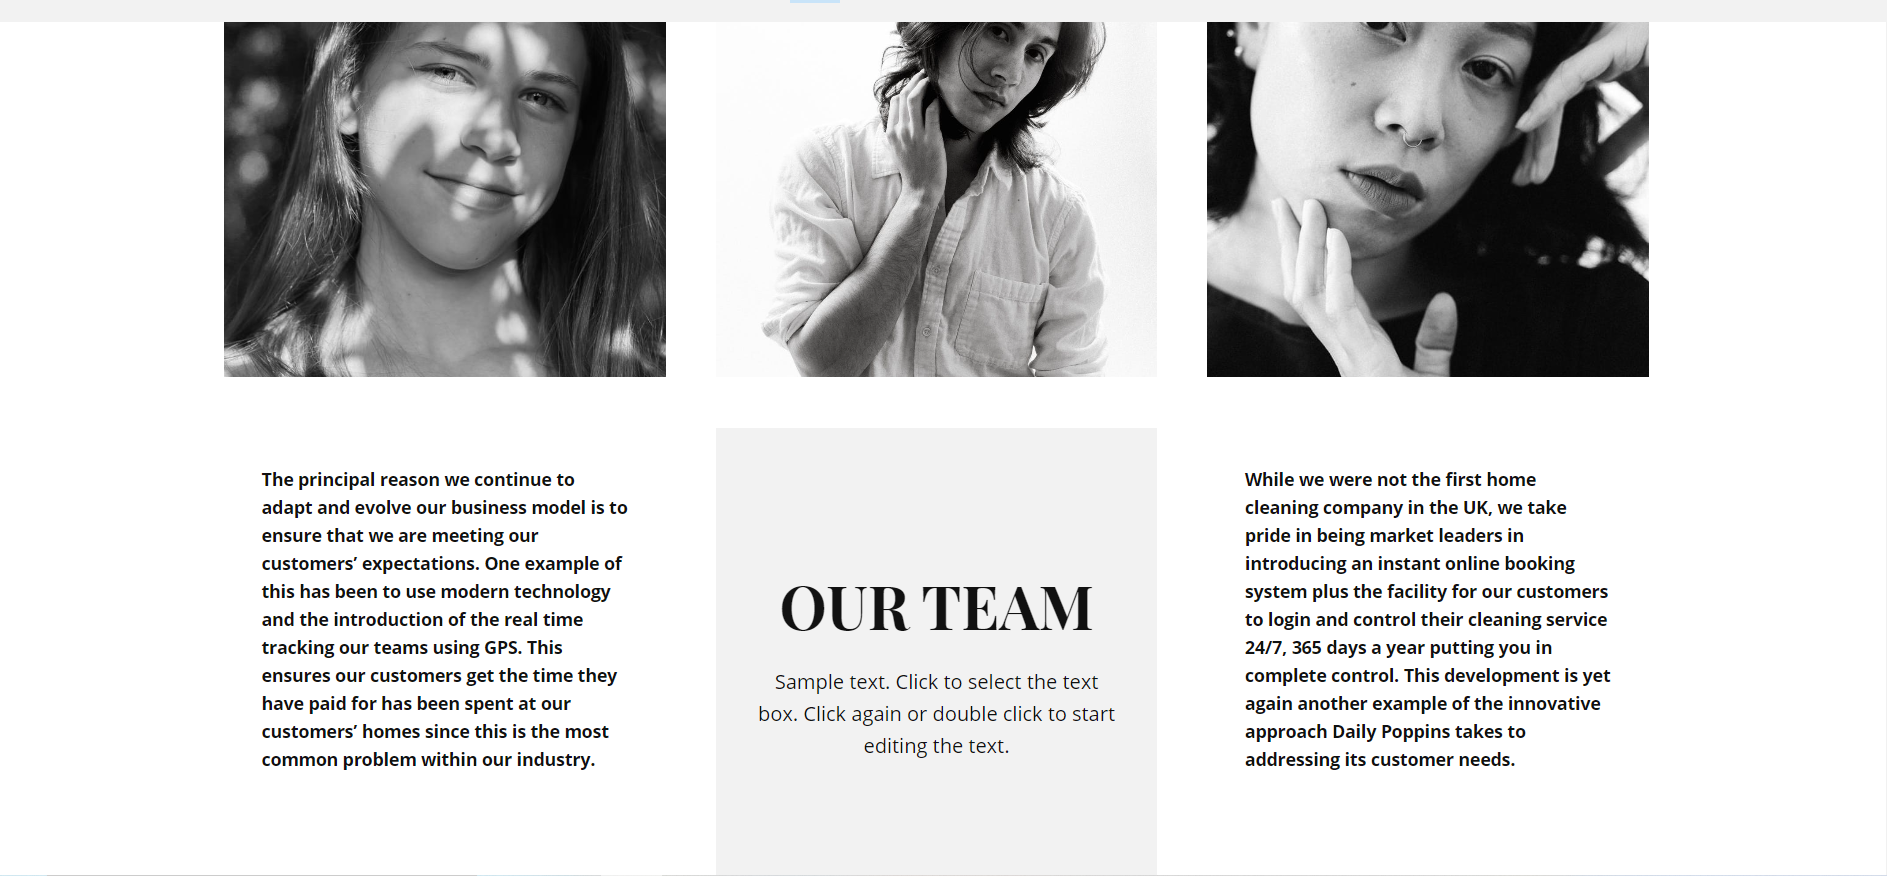 The principal reason we continue to
adapt and evolve our business model is to
ensure that we are meeting our
customers’ expectations. One example of
this has been to use modern technology
and the introduction of the real time
tracking our teams using GPS. This
ensures our customers get the time they
have paid for has been spent at our
customers’ homes since this is the most
common problem within our industry.
OUR TEAM
Sample text. Click to select the text
box. Click again or double click to start
editing the text.
While we were not the first home
cleaning company in the UK, we take
pride in being market leaders in
introducing an instant online booking
system plus the facility for our customers
to login and control their cleaning service
24/7, 365 days a year putting you in
complete control. This development is yet
again another example of the innovative
approach Daily Poppins takes to
addressing its customer needs.